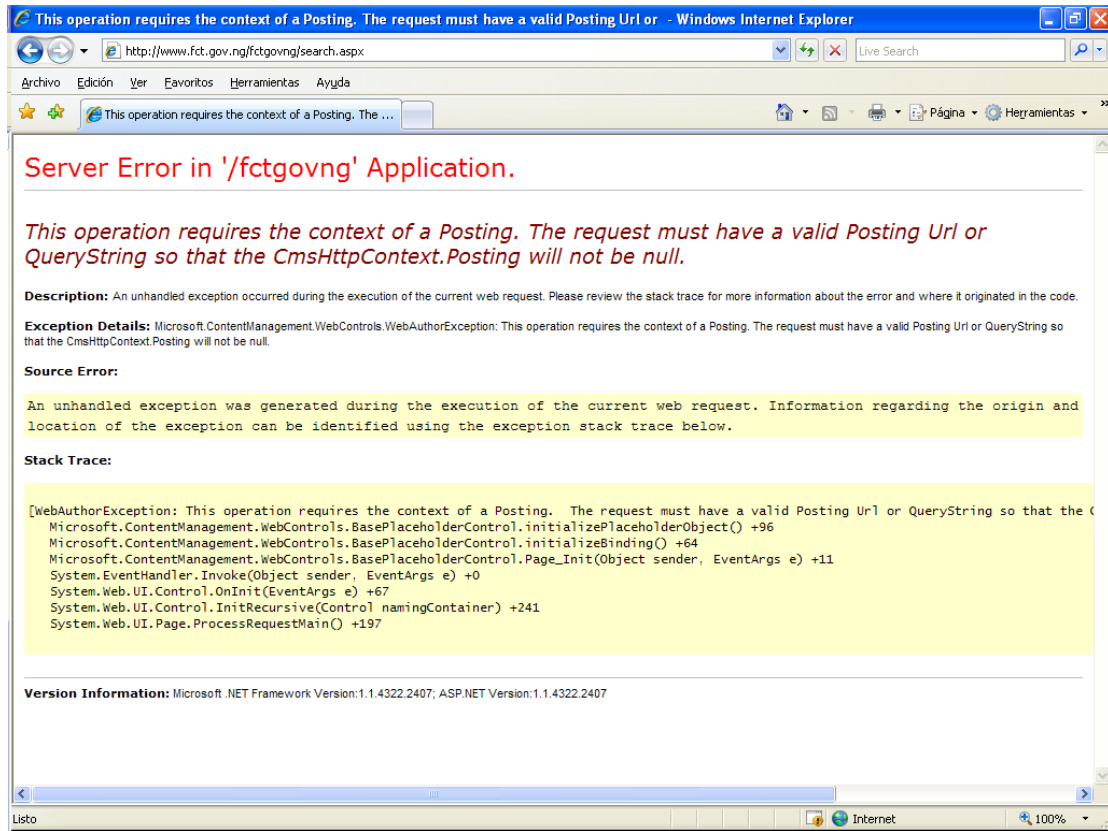 This operation requires the context of a Posting. The request must have a valid Posting Url or - Windows Internet Explorer
http://www.fct.gov.ng/fctgovng/search.aspx
Live Search
Archivo Edición Ver Favoritos Herramientas Ayuda
This operation requires the context of a Posting. The ...
Página Herramientas
Server Error in '/fctgovng' Application.
This operation requires the context of a Posting. The request must have a valid Posting Url or
QueryString so that the CmsHttpContext.Posting will not be null.
Description: An unhandled exception occurred during the execution of the current web request. Please review the stack trace for more information about the error and where it originated in the code.
Exception Details: Microsoft.ContentManagement.WebControls.WebAuthorException: This operation requires the context of a Posting. The request must have a valid Posting Url or QueryString so
that the CmsHttpContext.Posting will not be null.
Source Error:
An unhandled exception was generated during the execution of the current web request. Information regarding the origin and
location of the exception can be identified using the exception stack trace below.
Stack Trace:
[WebAuthorException: This operation requires the context of a Posting.  The request must have a valid Posting Url or QueryString so that the C
Microsoft.ContentManagement.WebControls.BasePlaceholderControl.initializePlaceholderObject() +96
Microsoft.ContentManagement.WebControls.BasePlaceholderControl.initializeBinding() +64
Microsoft.ContentManagement.WebControls.BasePlaceholderControl.Page_Init(Object sender, EventArgs e) +11
System.EventHandler.Invoke(Object sender, EventArgs e) +0
System.Web.UI.Control.OnInit(EventArgs e) +67
System.Web.UI.Control.InitRecursive(Control namingContainer) +241
System.Web.UI.Page.ProcessRequestMain() +197
Version Information: Microsoft .NET Framework Version:1.1.4322.2407; ASP.NET Version:1.1.4322.2407
Listo Internet 100%